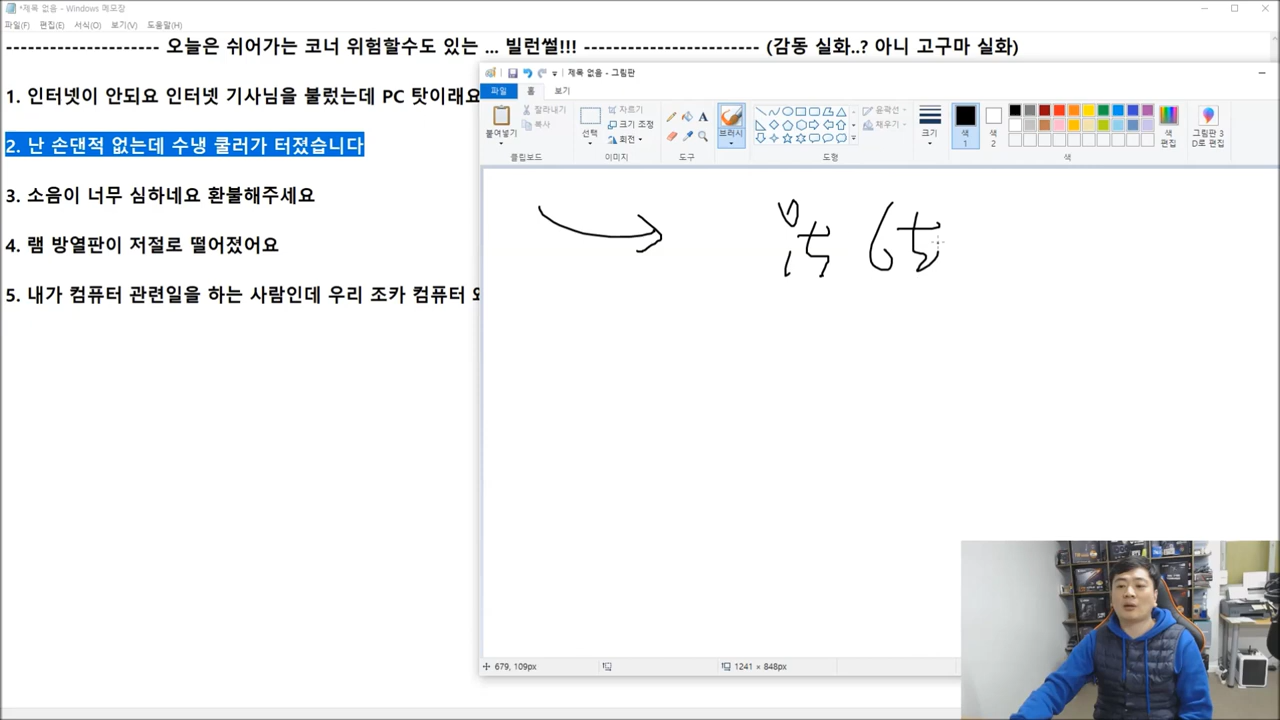 *제목 없음 - Windows 메모장
파일(F) 편집(E) 서식(O) 보기(V) 도움말(H)
--------------------- 오늘은 쉬어가는 코너 위험할수도 있는 ... 빌런썰!!! ------------------------ (감동 실화..? 아니 고구마 실화)
1. 인터넷이 안되요 인터넷 기사님을 불렀는데 PC 탓이래요
2. 난 손댄적 없는데 수냉 쿨러가 터졌습니다
3. 소음이 너무 심하네요 환불해주세요
4. 램 방열판이 저절로 떨어졌어요
5. 내가 컴퓨터 관련일을 하는 사람인데 우리 조카 컴퓨터
제목 없음 - 그림판
파일 홈 보기
붙여넣기 잘라내기 복사 클립보드
선택 자르기 크기 조정 회전 이미지
도구
브러시
윤곽선 채우기 도형
크기
색 1 색 2 색 편집 색
그림판 3D로 편집
679, 109px 1241 × 848px